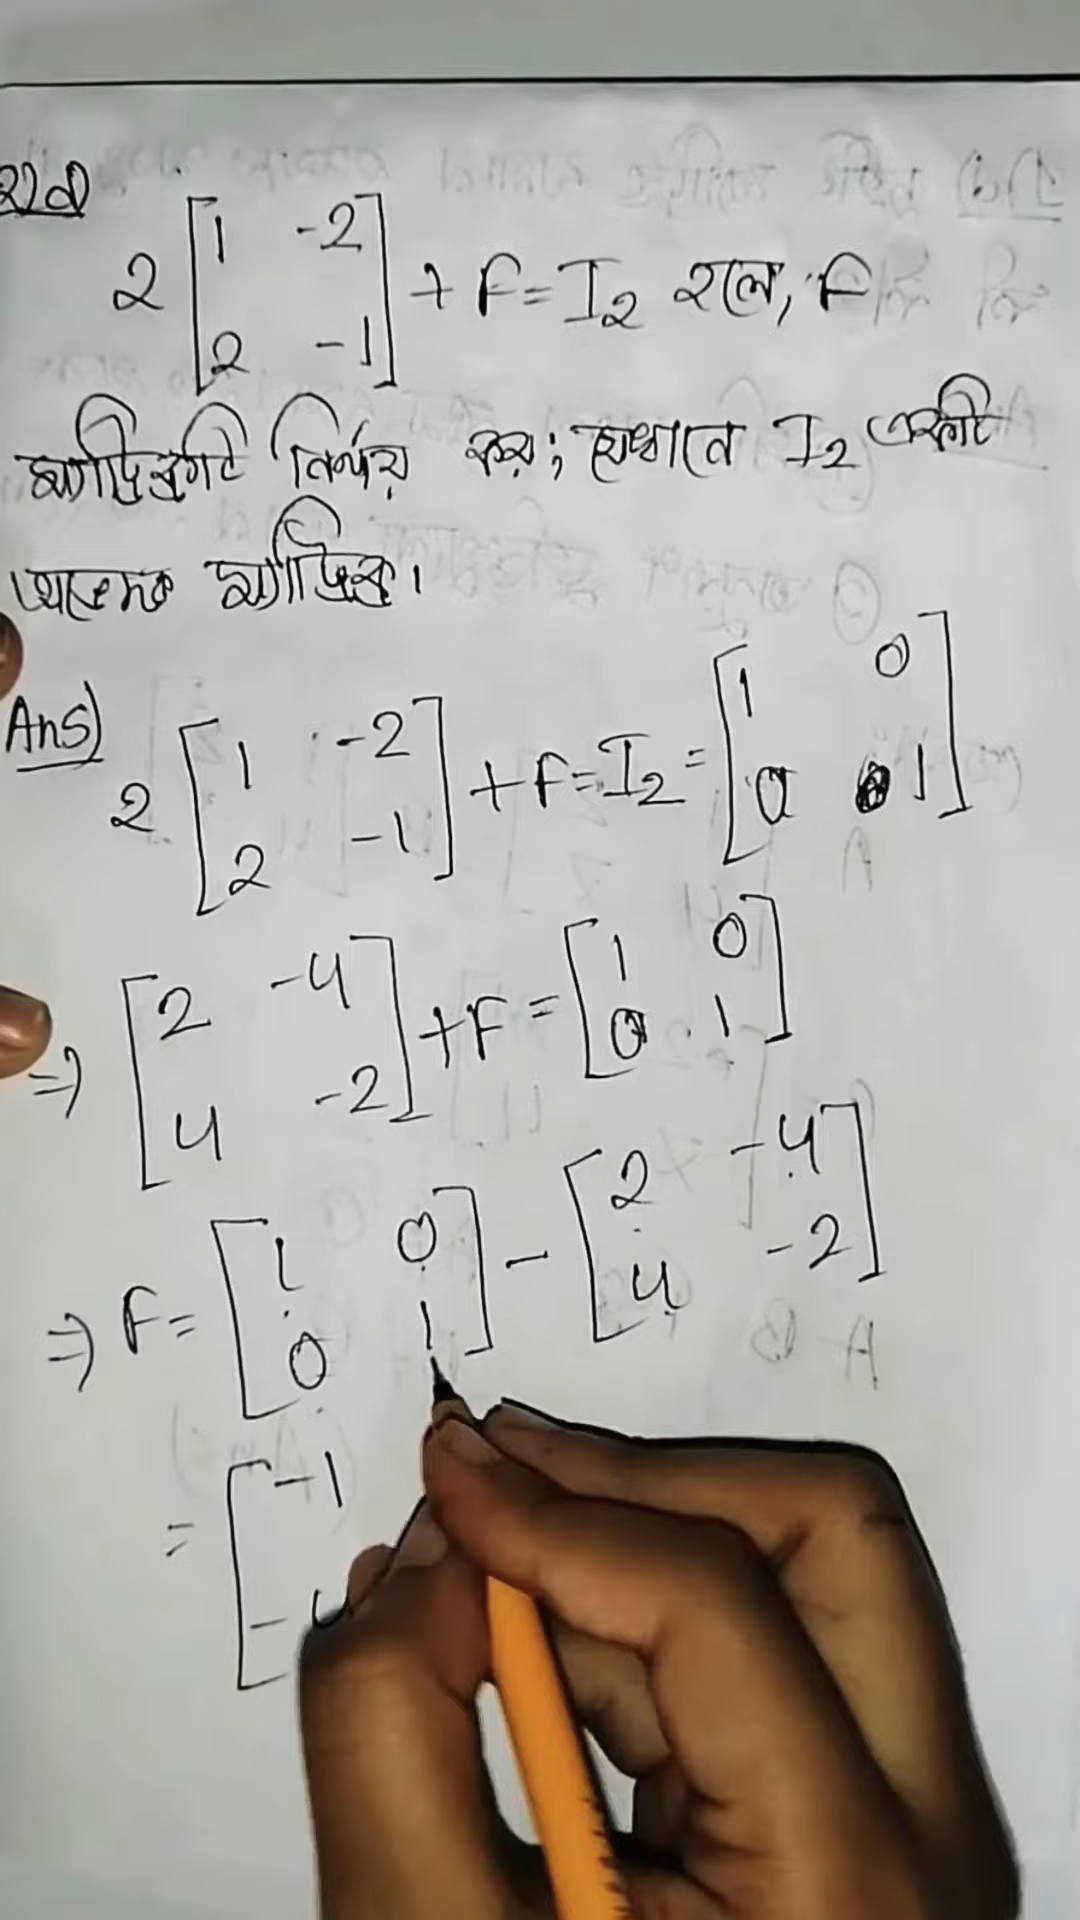 2 [1 -2
2 -1] + F = I2 হলে, F
ম্যাট্রিক্সটি নির্ণয় কর; যেখানে I2 একটি
অভেদক ম্যাট্রিক্স।
Ans) 2 [1 -2
2 -1] + F = I2 = [1 0
0 1]
⇒ [2 -4
4 -2] + F = [1 0
0 1]
⇒ F = [1 0
0 1] - [2 -4
4 -2]
= [-1
-4